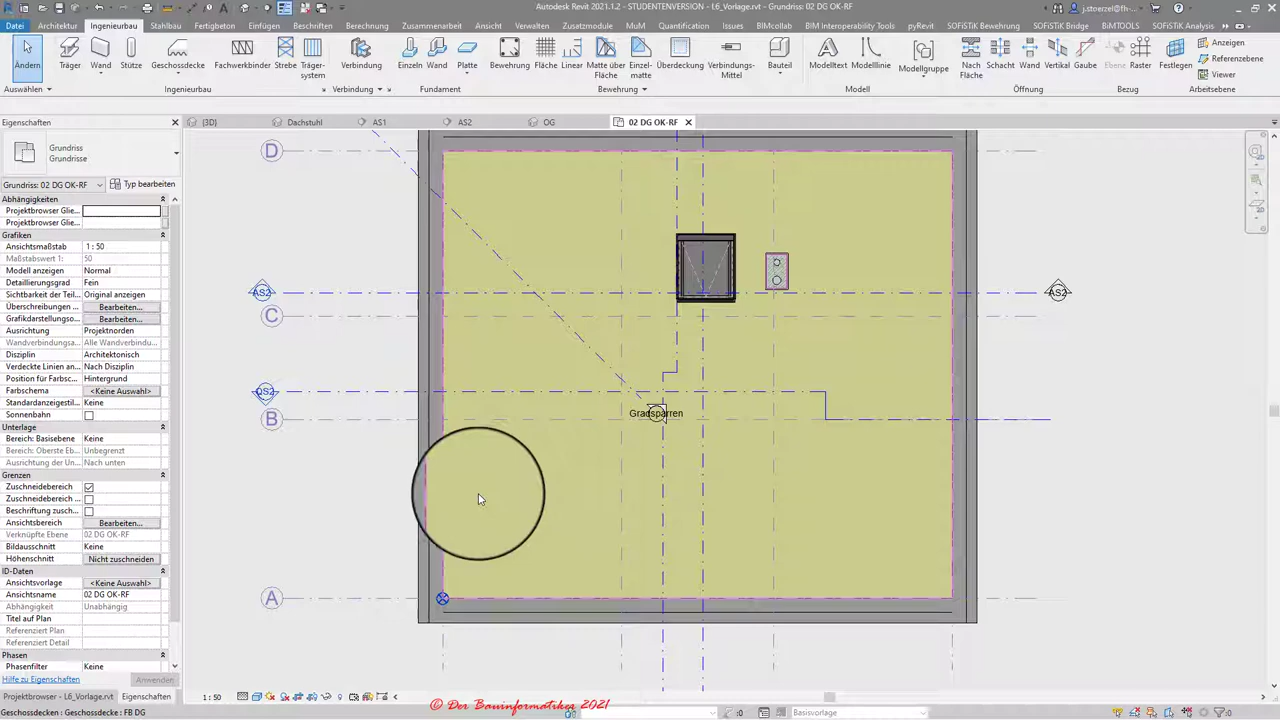 Autodesk Revit 2021.1.2 - STUDENTENVERSION - L6_Vorlage.rvt - Grundriss: 02 DG OK-RF
j.stoerzel@fh-...
Datei Architektur Ingenieurbau Stahlbau Fertigteilen Einfügen Beschriften Berechnung Zusammenarbeit Ansicht Verwalten Zusatzmodule MuM Quantification Issues BIMcollab BIM Interoperability Tools pyRevit SOFiSTiK Bewehrung SOFiSTiK Bridge BiMTOOLS SOFiSTiK Analysis
Ändern Träger Wand Stütze Geschossdecke Fachwerkbinder Strebe Träger-system Verbindung Einzeln Wand Platte Bewehrung Fläche Linear Matte über Fläche Einzel-matte Überdeckung Verbindungs-Mittel Bauteil Modelltext Modelllinie Modellgruppe Nach Fläche Schacht Wand Vertikal Gaube Ebene Raster Festlegen Anzeigen
Referenzebene
Viewer
Auswählen Ingenieurbau Verbindung Fundament Bewehrung Modell Öffnung Bezug Arbeitsebene
Eigenschaften
{3D} Dachstuhl AS1 AS2 OG 02 DG OK-RF
Grundriss
Grundrisse
Grundriss: 02 DG OK-RF Typ bearbeiten
Abhängigkeiten
Projektbrowser Glie...
Projektbrowser Glie...
Grafiken
Ansichtsmaßstab 1 : 50
Maßstabswert 1: 50
Modell anzeigen Normal
Detaillierungsgrad Fein
Sichtbarkeit der Teil... Original anzeigen
Überschreibungen ... Bearbeiten...
Grafikdarstellungso... Bearbeiten...
Ausrichtung Projektnorden
Wandverbindungsa... Alle Wandverbindu...
Disziplin Architektonisch
Verdeckte Linien an... Nach Disziplin
Position für Farbsc... Hintergrund
Farbschema <Keine Auswahl>
Standardanzeigestil... Keine
Sonnenbahn
Unterlage
Bereich: Basisebene Keine
Bereich: Oberste Eb... Unbegrenzt
Ausrichtung der Un... Nach unten
Grenzen
Zuschneidebereich
Zuschneidebereich ...
Beschriftung zusch...
Ansichtsbereich Bearbeiten...
Verknüpfte Ebene 02 DG OK-RF
Bildausschnitt Keine
Höhenschnitt Nicht zuschneiden
ID-Daten
Ansichtsvorlage <Keine Auswahl>
Ansichtsname 02 DG OK-RF
Abhängigkeit Unabhängig
Titel auf Plan
Referenziert Plan
Referenziert Detail
Phasen
Phasenfilter Keine
Hilfe zu Eigenschaften Anwenden
Projektbrowser - L6_Vorlage.rvt Eigenschaften
D
AS2 AS2
C
QS2
B
Gradsparren
A
1 : 50
© Der Bauinformatiker 2021
Geschossdecken : Geschossdecke : FB DG
:0
Basisvorlage
:0